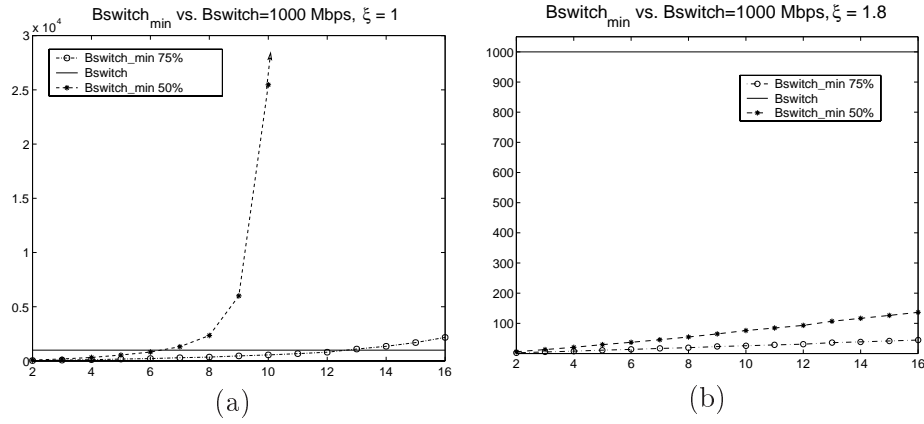 Bswitch_min vs. Bswitch=1000 Mbps, ξ = 1
x 10^4
3
2.5
2
1.5
1
0.5
0
2 4 6 8 10 12 14 16
Bswitch_min 75%
Bswitch
Bswitch_min 50%
(a)
Bswitch_min vs. Bswitch=1000 Mbps, ξ = 1.8
1000
900
800
700
600
500
400
300
200
100
2 4 6 8 10 12 14 16
Bswitch_min 75%
Bswitch
Bswitch_min 50%
(b)